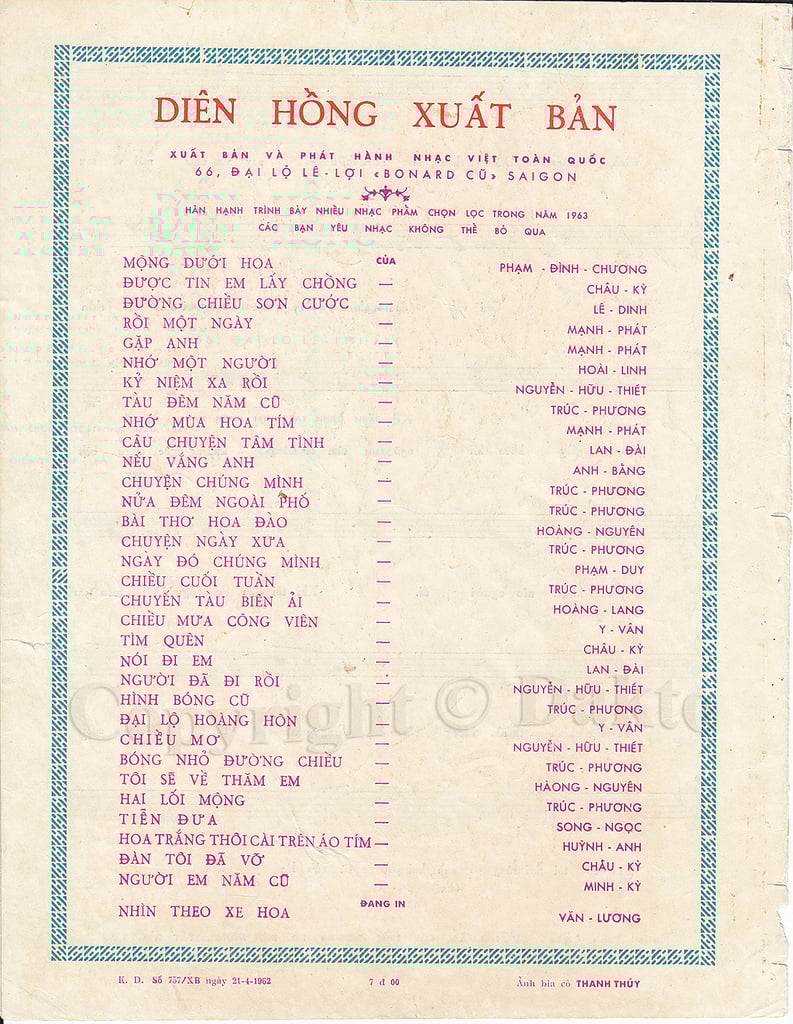 DIÊN HỒNG XUẤT BẢN
XUẤT BẢN VÀ PHÁT HÀNH NHẠC VIỆT TOÀN QUỐC
66, ĐẠI LỘ LÊ-LỢI «BONARD CŨ» SAIGON
HÂN HẠNH TRÌNH BÀY NHIỀU NHẠC PHẨM CHỌN LỌC TRONG NĂM 1963
CÁC BẠN YÊU NHẠC KHÔNG THỂ BỎ QUA
MỘNG DƯỚI HOA CỦA PHẠM - ĐÌNH - CHƯƠNG
ĐƯỢC TIN EM LẤY CHỒNG — CHÂU - KỲ
ĐƯỜNG CHIỀU SƠN CƯỚC — LÊ - DINH
RỒI MỘT NGÀY — MẠNH - PHÁT
GẶP ANH — MẠNH - PHÁT
NHỚ MỘT NGƯỜI — HOÀI - LINH
KỶ NIỆM XA RỒI — NGUYỄN - HỮU - THIẾT
TÀU ĐÊM NĂM CŨ — TRÚC - PHƯƠNG
NHỚ MÙA HOA TÍM — MẠNH - PHÁT
CÂU CHUYỆN TÂM TÌNH — LAN - ĐÀI
NẾU VẮNG ANH — ANH - BẰNG
CHUYỆN CHÚNG MÌNH — TRÚC - PHƯƠNG
NỬA ĐÊM NGOÀI PHỐ — TRÚC - PHƯƠNG
BÀI THƠ HOA ĐÀO — HOÀNG - NGUYÊN
CHUYỆN NGÀY XƯA — TRÚC - PHƯƠNG
NGÀY ĐÓ CHÚNG MÌNH — PHẠM - DUY
CHIỀU CUỐI TUẦN — TRÚC - PHƯƠNG
CHUYẾN TÀU BIÊN ẢI — HOÀNG - LANG
CHIỀU MƯA CÔNG VIÊN — Y - VÂN
TÌM QUÊN — CHÂU - KỲ
NÓI ĐI EM — LAN - ĐÀI
NGƯỜI ĐÃ ĐI RỒI — NGUYỄN - HỮU - THIẾT
HÌNH BÓNG CŨ — TRÚC - PHƯƠNG
ĐẠI LỘ HOÀNG HÔN — Y - VÂN
CHIỀU MƠ — NGUYỄN - HỮU - THIẾT
BÓNG NHỎ ĐƯỜNG CHIỀU — TRÚC - PHƯƠNG
TÔI SẼ VỀ THĂM EM — HÀONG - NGUYÊN
HAI LỐI MỘNG — TRÚC - PHƯƠNG
TIỄN ĐƯA — SONG - NGỌC
HOA TRẮNG THÔI CÀI TRÊN ÁO TÍM — HUỲNH - ANH
ĐÀN TÔI ĐÃ VỠ — CHÂU - KỲ
NGƯỜI EM NĂM CŨ — MINH - KỲ
ĐANG IN
NHÌN THEO XE HOA VĂN - LƯƠNG
K. D. Số 757/XB ngày 21-4-1962 7 đ 00 Ảnh bìa cô THANH THÚY
Copyright ©